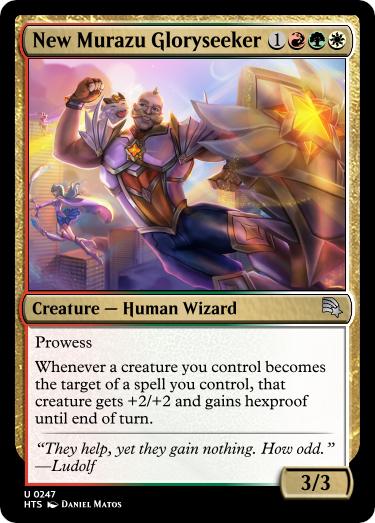 New Murazu Gloryseeker 1
Creature — Human Wizard
Prowess
Whenever a creature you control becomes
the target of a spell you control, that
creature gets +2/+2 and gains hexproof
until end of turn.
“They help, yet they gain nothing. How odd.”
—Ludolf
3/3
U 0247
HTS Daniel Matos